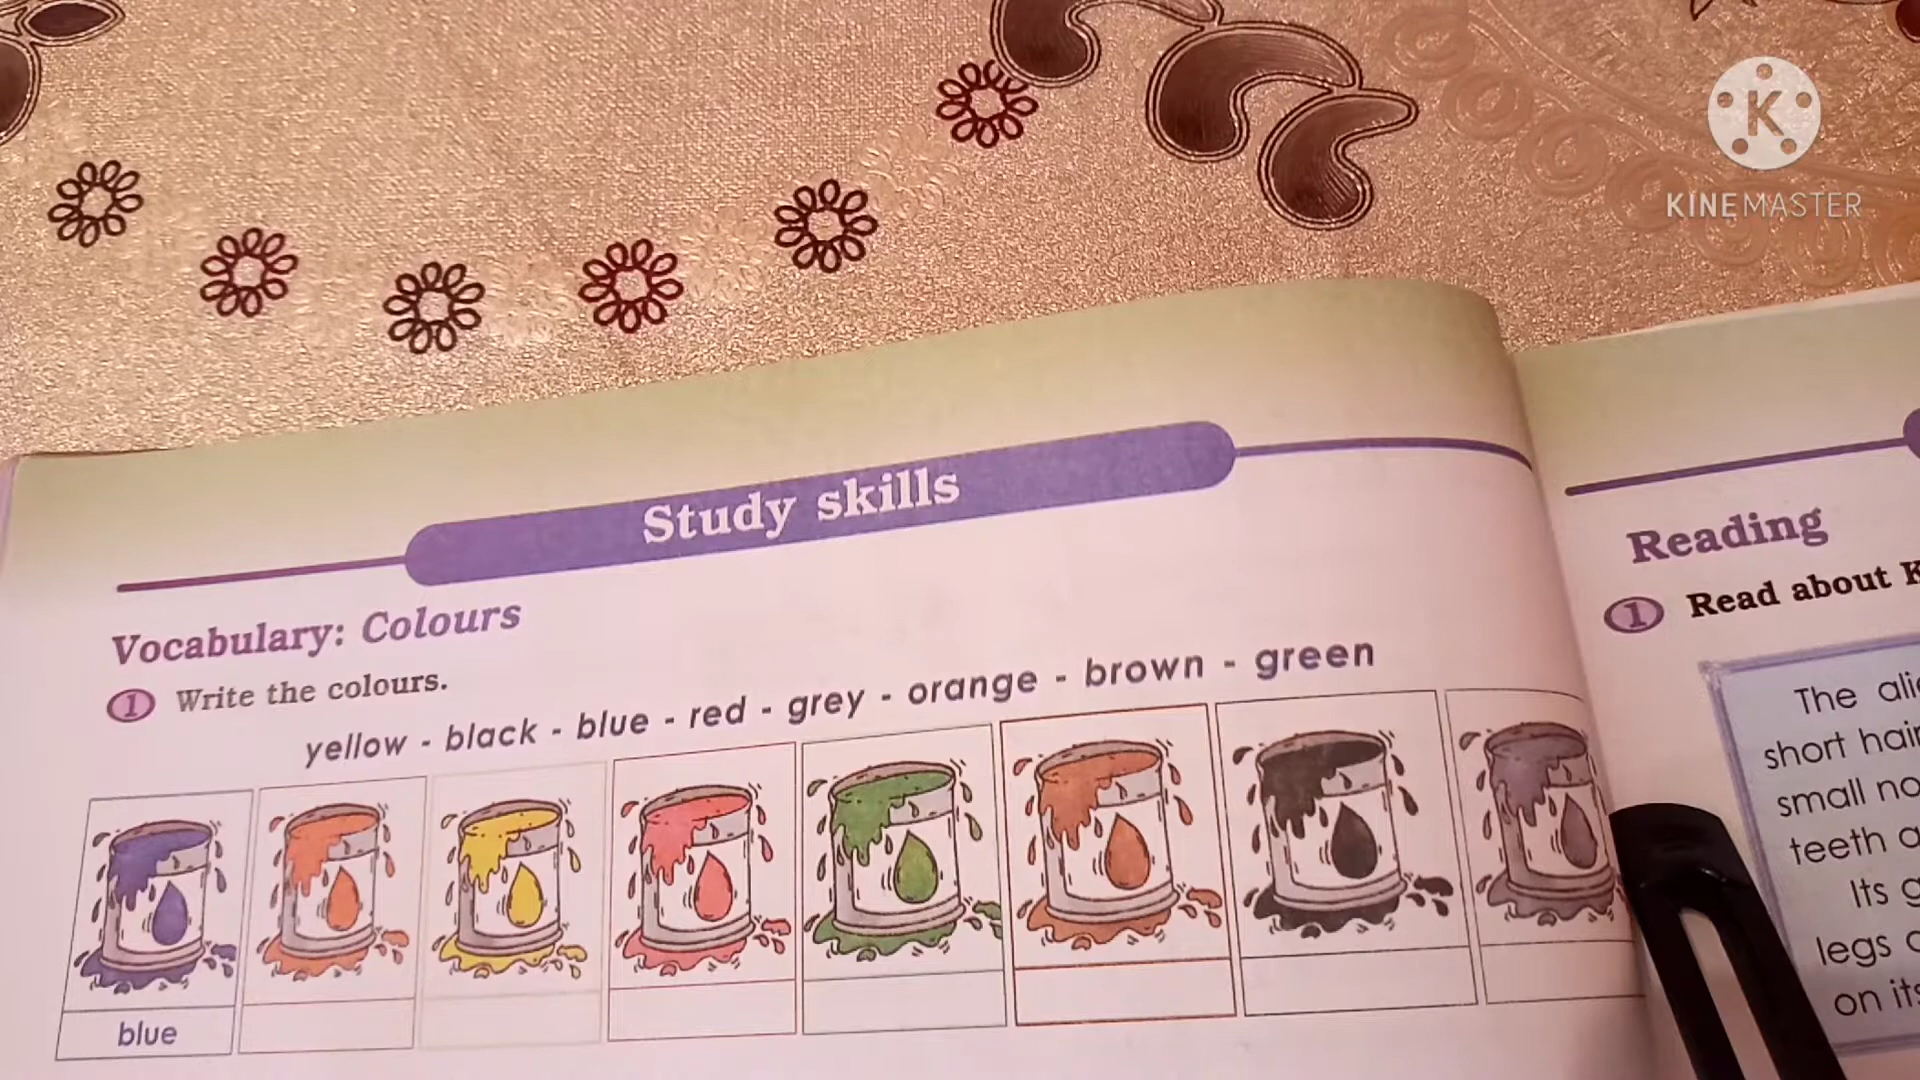 K
KINEMASTER
Study skills
Vocabulary: Colours
1 Write the colours.
yellow - black - blue - red - grey - orange - brown - green
blue
Reading
1 Read about
The
short
small
teeth
Its
legs
on